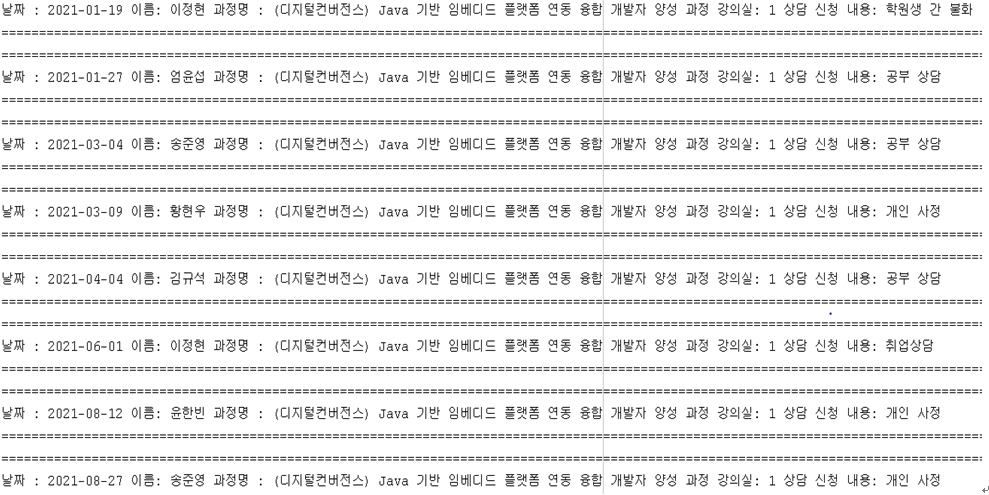 날짜 : 2021-01-19 이름: 이정현 과정명 : (디지털컨버전스) Java 기반 임베디드 플랫폼 연동 융합 개발자 양성 과정 강의실: 1 상담 신청 내용: 학원생 간 불화
====================================================================================================================================
====================================================================================================================================
날짜 : 2021-01-27 이름: 엄윤섭 과정명 : (디지털컨버전스) Java 기반 임베디드 플랫폼 연동 융합 개발자 양성 과정 강의실: 1 상담 신청 내용: 공부 상담
====================================================================================================================================
====================================================================================================================================
날짜 : 2021-03-04 이름: 송준영 과정명 : (디지털컨버전스) Java 기반 임베디드 플랫폼 연동 융합 개발자 양성 과정 강의실: 1 상담 신청 내용: 공부 상담
====================================================================================================================================
====================================================================================================================================
날짜 : 2021-03-09 이름: 황현우 과정명 : (디지털컨버전스) Java 기반 임베디드 플랫폼 연동 융합 개발자 양성 과정 강의실: 1 상담 신청 내용: 개인 사정
====================================================================================================================================
====================================================================================================================================
날짜 : 2021-04-04 이름: 김규석 과정명 : (디지털컨버전스) Java 기반 임베디드 플랫폼 연동 융합 개발자 양성 과정 강의실: 1 상담 신청 내용: 공부 상담
====================================================================================================================================
====================================================================================================================================
날짜 : 2021-06-01 이름: 이정현 과정명 : (디지털컨버전스) Java 기반 임베디드 플랫폼 연동 융합 개발자 양성 과정 강의실: 1 상담 신청 내용: 취업상담
====================================================================================================================================
====================================================================================================================================
날짜 : 2021-08-12 이름: 윤한빈 과정명 : (디지털컨버전스) Java 기반 임베디드 플랫폼 연동 융합 개발자 양성 과정 강의실: 1 상담 신청 내용: 개인 사정
====================================================================================================================================
====================================================================================================================================
날짜 : 2021-08-27 이름: 송준영 과정명 : (디지털컨버전스) Java 기반 임베디드 플랫폼 연동 융합 개발자 양성 과정 강의실: 1 상담 신청 내용: 개인 사정